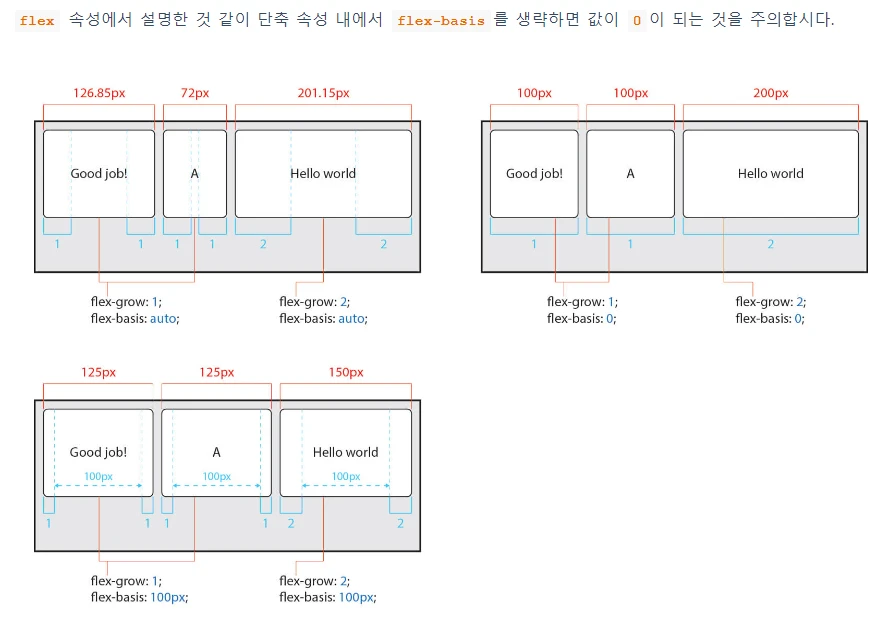 flex 속성에서 설명한 것 같이 단축 속성 내에서 flex-basis 를 생략하면 값이 0 이 되는 것을 주의합시다.
126.85px 72px 201.15px
Good job! A Hello world
1 1 1 1 2 2
flex-grow: 1; flex-grow: 2;
flex-basis: auto; flex-basis: auto;
100px 100px 200px
Good job! A Hello world
1 1 2
flex-grow: 1; flex-grow: 2;
flex-basis: 0; flex-basis: 0;
125px 125px 150px
Good job! A Hello world
100px 100px 100px
1 1 1 1 2 2
flex-grow: 1; flex-grow: 2;
flex-basis: 100px; flex-basis: 100px;